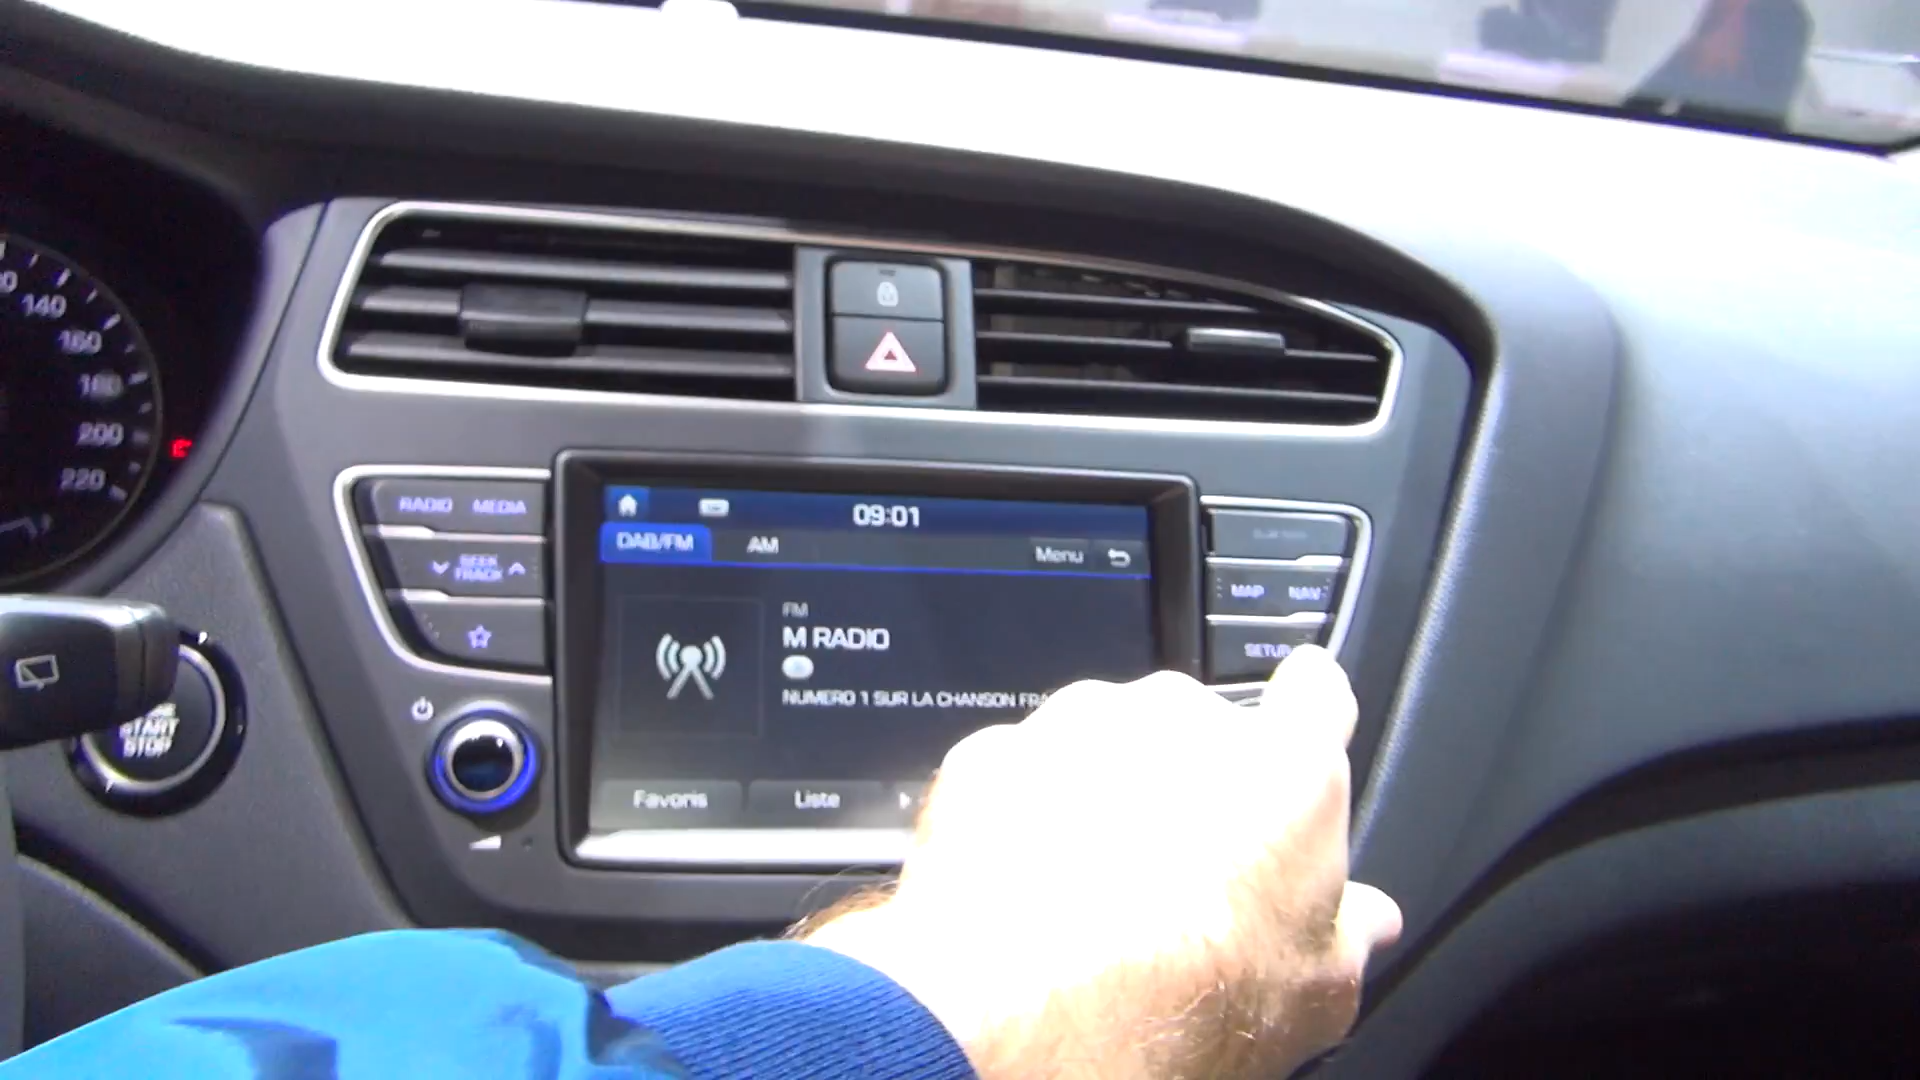 140
160
180
200
220
RADIO MEDIA
SEEK
TRACK
START
STOP
09:01
DAB/FM AM
Menu
FM
M RADIO
NUMERO 1 SUR LA CHANSON
Favoris Liste
MAP NAV
SETUP